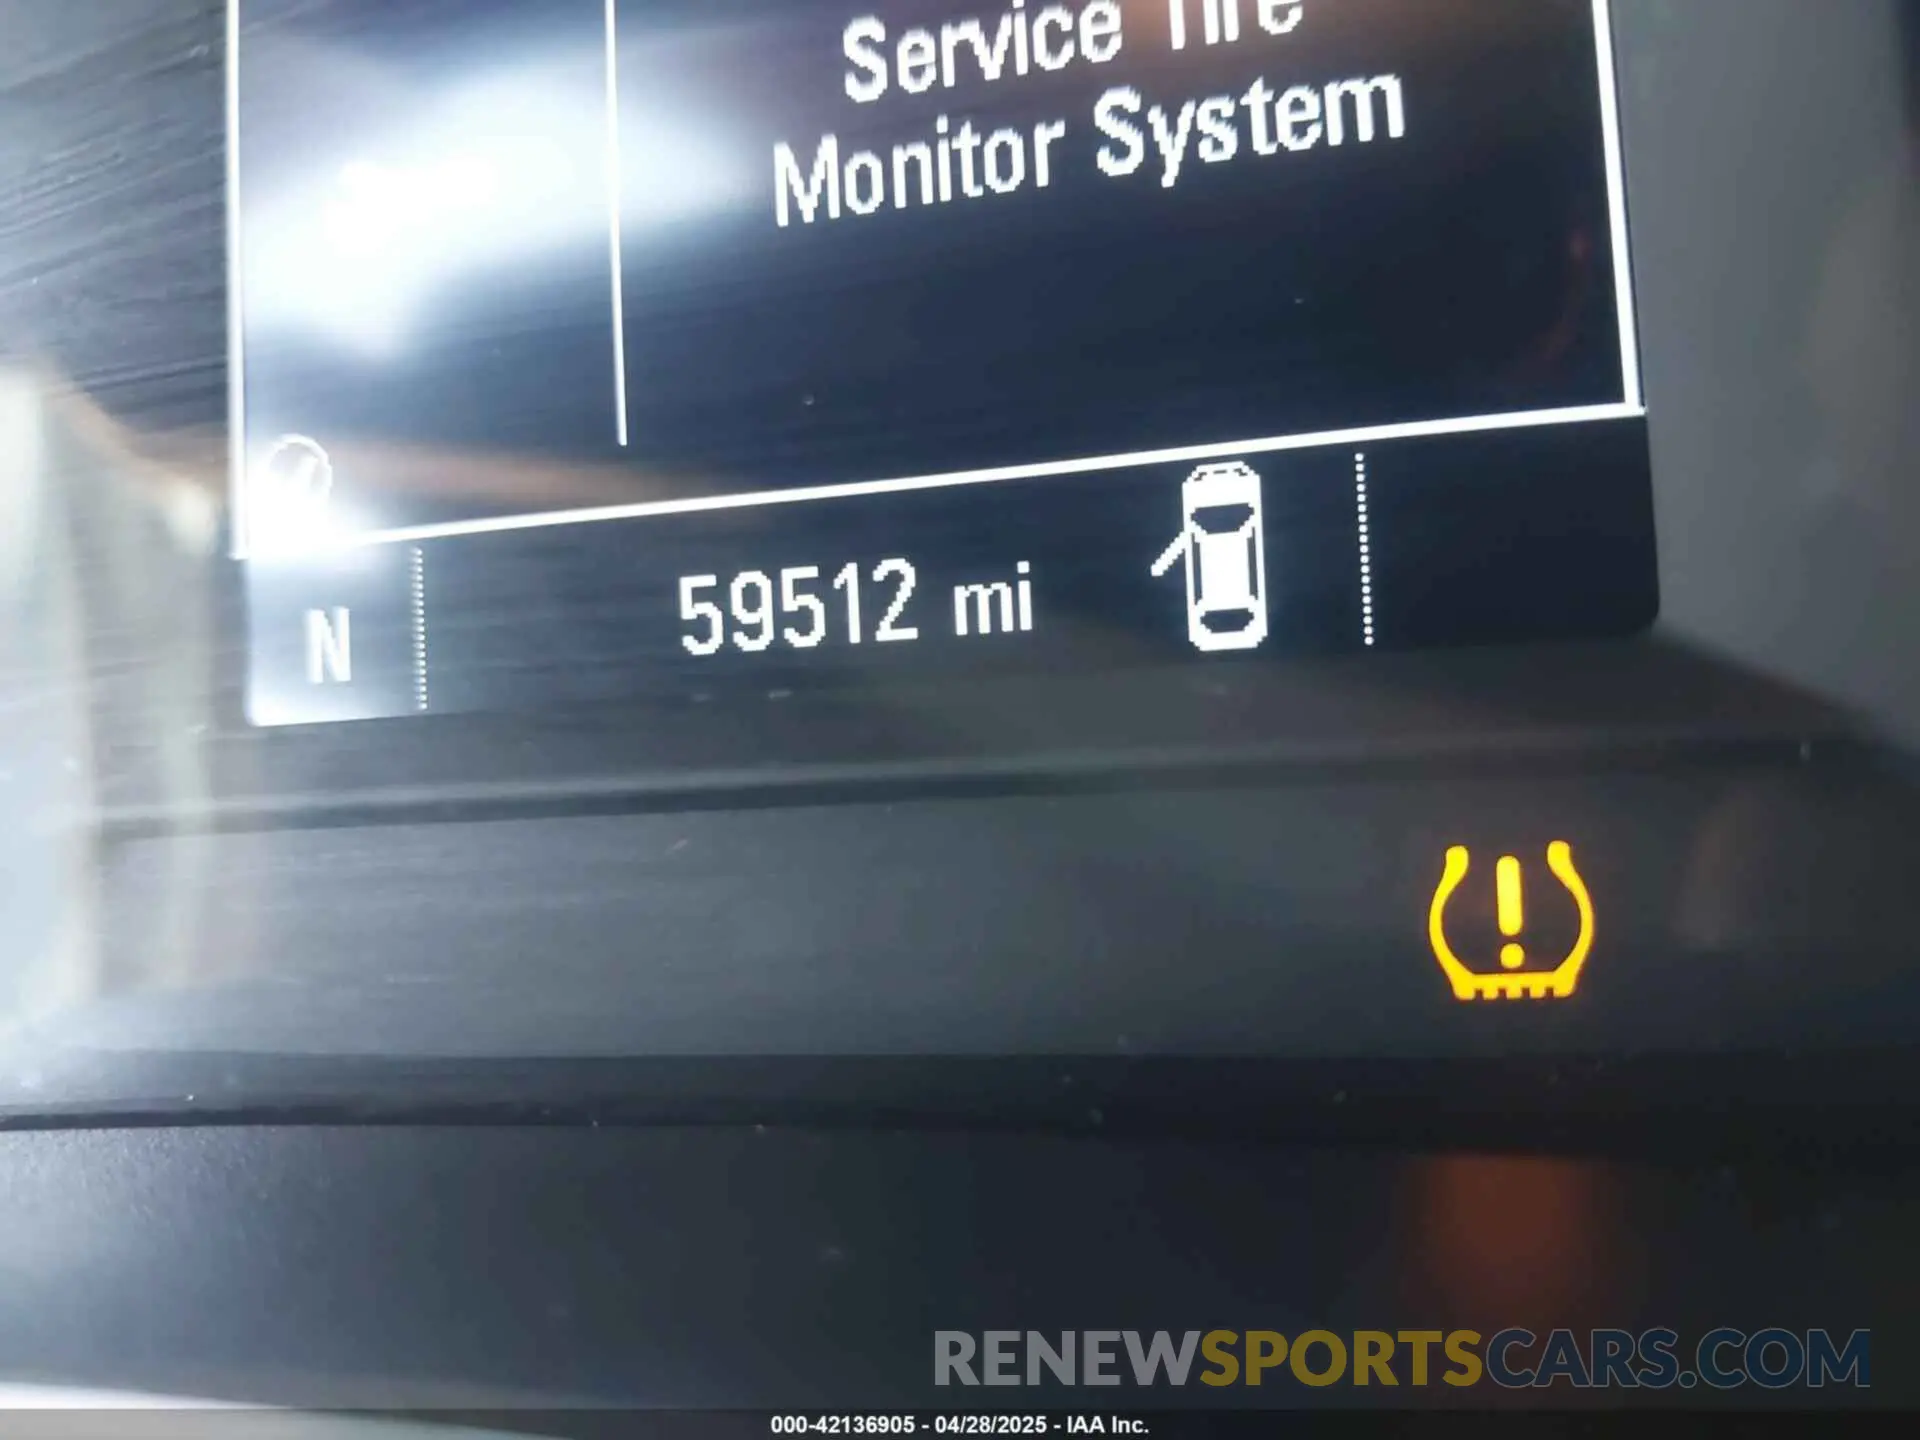 Service Tire
Monitor System
N
59512 mi
RENEWSPORTSCARS.COM
000-42136905 - 04/28/2025 - IAA Inc.